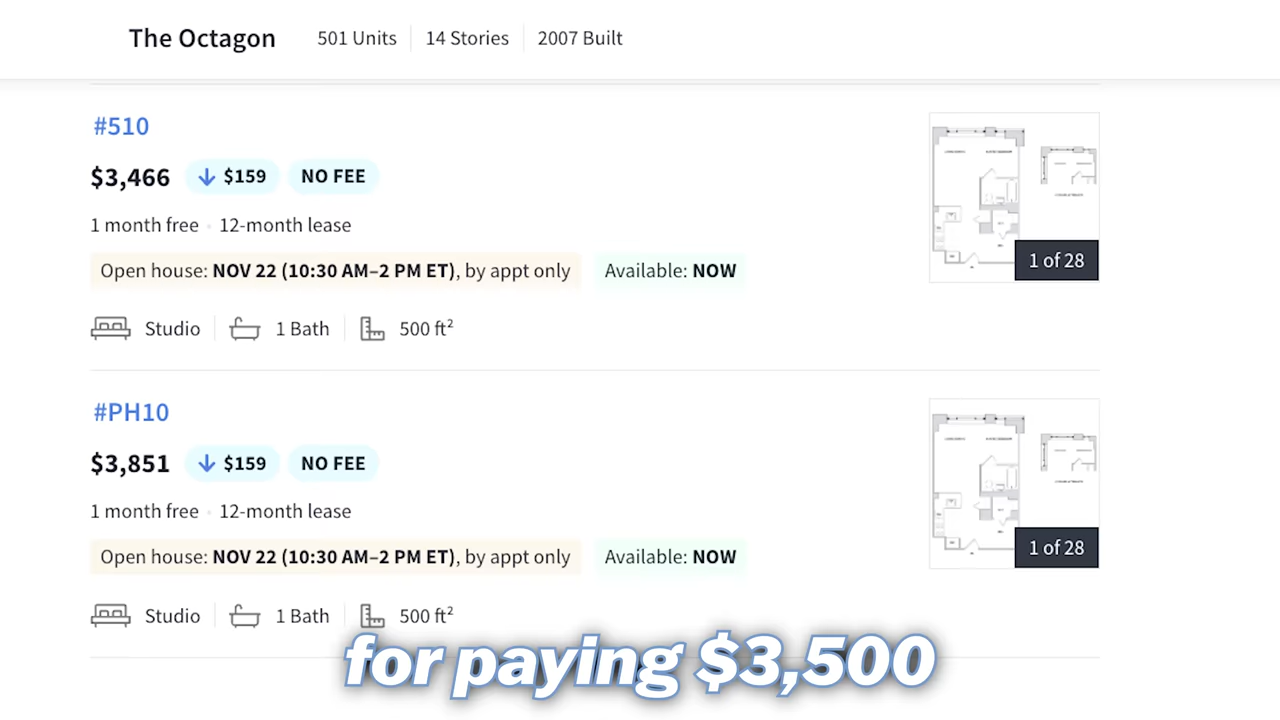 The Octagon 501 Units 14 Stories 2007 Built
#510
$3,466 ↓ $159 NO FEE
1 month free · 12-month lease
Open house: NOV 22 (10:30 AM–2 PM ET), by appt only Available: NOW
Studio 1 Bath 500 ft²
1 of 28
#PH10
$3,851 ↓ $159 NO FEE
1 month free · 12-month lease
Open house: NOV 22 (10:30 AM–2 PM ET), by appt only Available: NOW
Studio 1 Bath 500 ft²
1 of 28
for paying $3,500